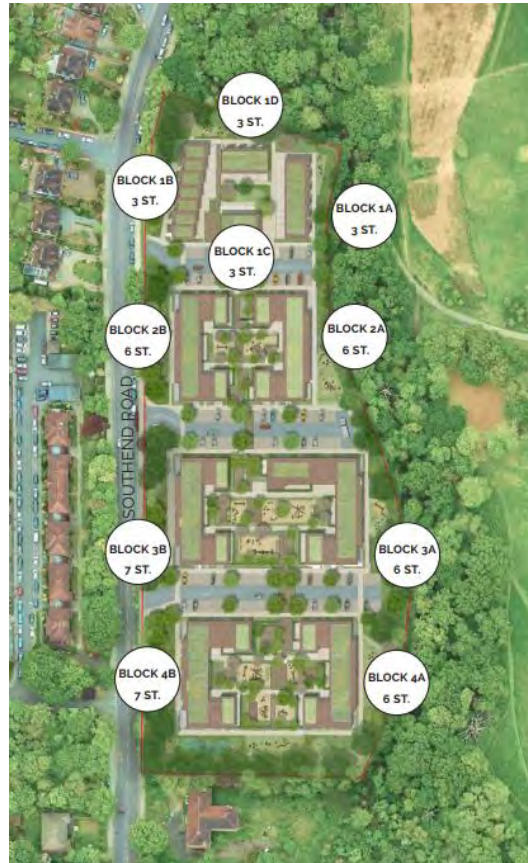 BLOCK 1D
3 ST.
BLOCK 1B
3 ST.
BLOCK 1A
3 ST.
BLOCK 1C
3 ST.
BLOCK 2B
6 ST.
BLOCK 2A
6 ST.
SOUTHEND ROAD
BLOCK 3B
7 ST.
BLOCK 3A
6 ST.
BLOCK 4B
7 ST.
BLOCK 4A
6 ST.